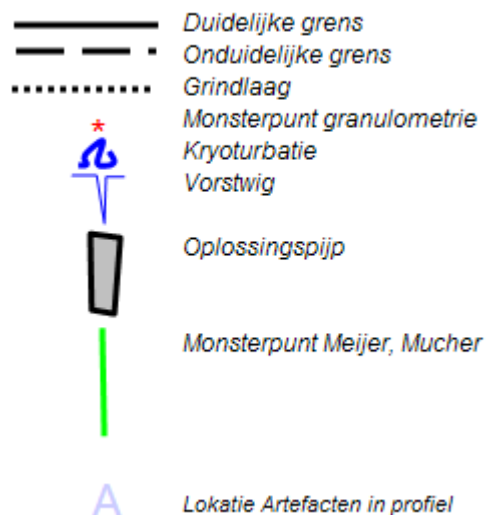 Duidelijke grens
Onduidelijke grens
Grindlaag
* Monsterpunt granulometrie
Kryoturbatie
Vorstwig
Oplossingspijp
Monsterpunt Meijer, Mucher
A Lokatie Artefacten in profiel